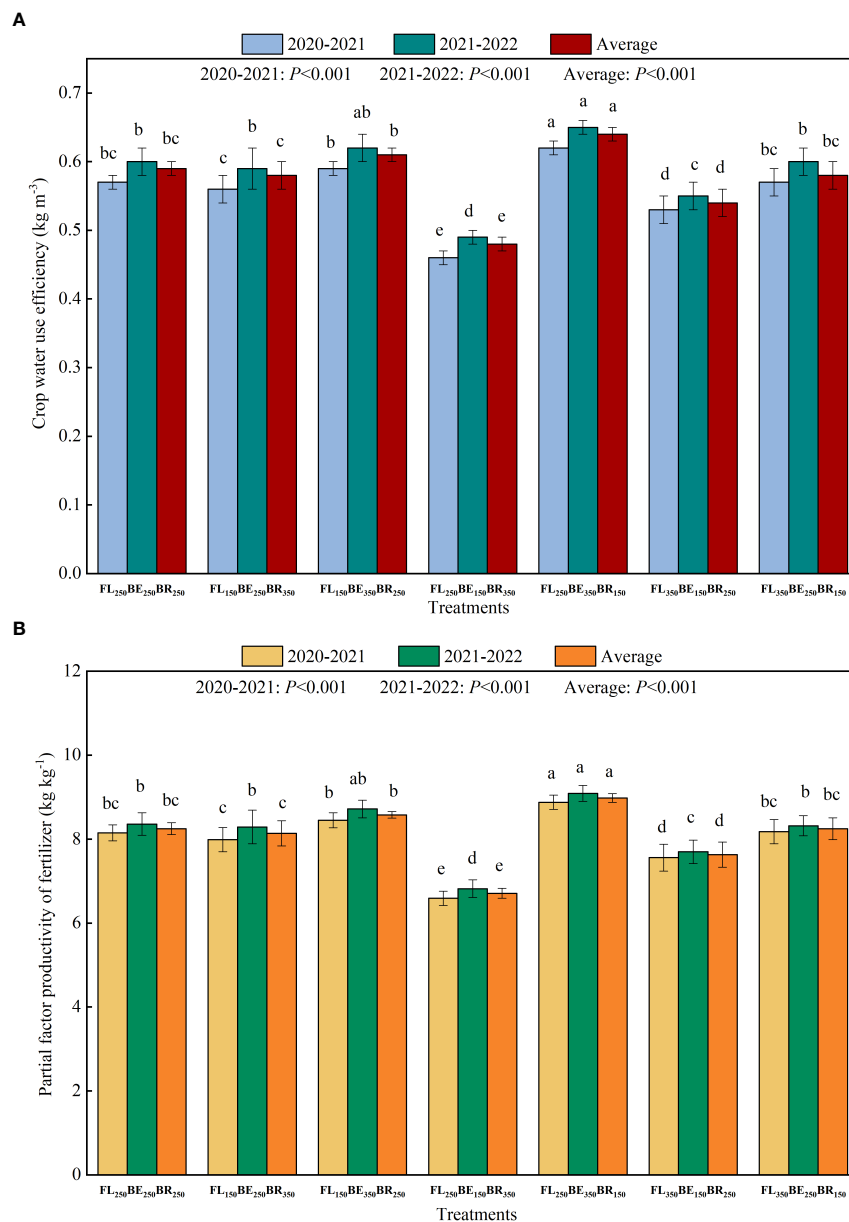 A
2020-2021 2021-2022 Average
2020-2021: P<0.001 2021-2022: P<0.001 Average: P<0.001
Crop water use efficiency (kg m⁻³)
0.7
0.6
0.5
0.4
0.3
0.2
0.1
0.0
bc b bc c b c b ab b e d e a a a d c d bc b bc
FL₂₅₀BE₂₅₀BR₂₅₀ FL₁₅₀BE₂₅₀BR₃₅₀ FL₁₅₀BE₃₅₀BR₂₅₀ FL₂₅₀BE₁₅₀BR₃₅₀ FL₂₅₀BE₃₅₀BR₁₅₀ FL₃₅₀BE₁₅₀BR₂₅₀ FL₃₅₀BE₂₅₀BR₁₅₀
Treatments
B
2020-2021 2021-2022 Average
2020-2021: P<0.001 2021-2022: P<0.001 Average: P<0.001
Partial factor productivity of fertilizer (kg kg⁻¹)
12
10
8
6
4
2
0
bc b bc c b c b ab b e d e a a a d c d bc b bc
FL₂₅₀BE₂₅₀BR₂₅₀ FL₁₅₀BE₂₅₀BR₃₅₀ FL₁₅₀BE₃₅₀BR₂₅₀ FL₂₅₀BE₁₅₀BR₃₅₀ FL₂₅₀BE₃₅₀BR₁₅₀ FL₃₅₀BE₁₅₀BR₂₅₀ FL₃₅₀BE₂₅₀BR₁₅₀
Treatments